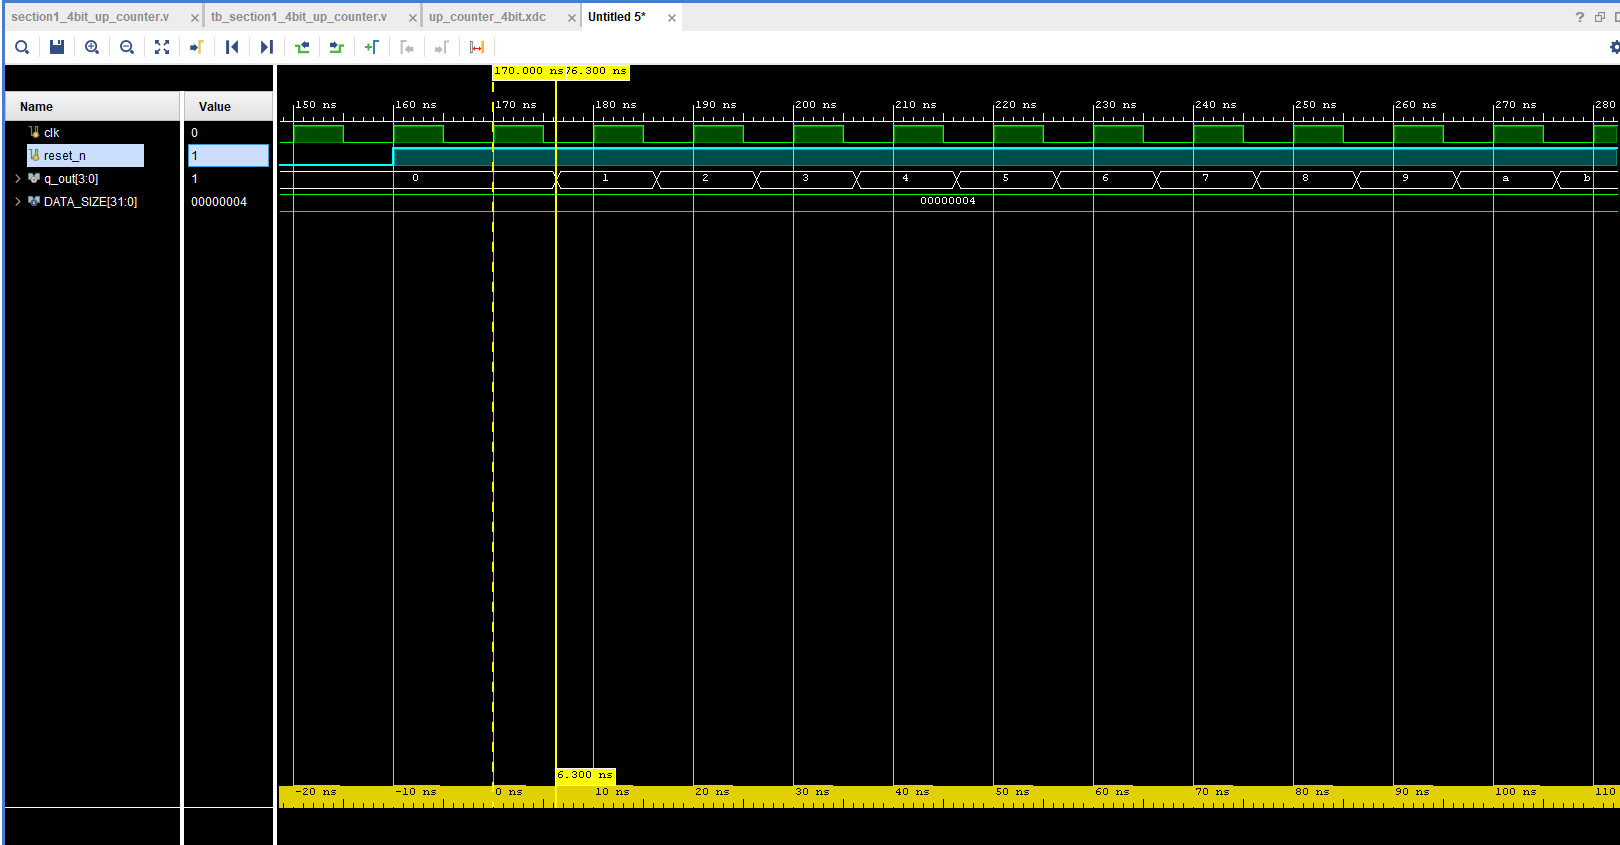 section1_4bit_up_counter.v × tb_section1_4bit_up_counter.v × up_counter_4bit.xdc × Untitled 5* × ?
170.000 ns 76.300 ns
Name Value
150 ns 160 ns 170 ns 180 ns 190 ns 200 ns 210 ns 220 ns 230 ns 240 ns 250 ns 260 ns 270 ns 280
clk 0
reset_n 1
q_out[3:0] 1 0 1 2 3 4 5 6 7 8 9 a b
DATA_SIZE[31:0] 00000004 00000004
6.300 ns
-20 ns -10 ns 0 ns 10 ns 20 ns 30 ns 40 ns 50 ns 60 ns 70 ns 80 ns 90 ns 100 ns 110